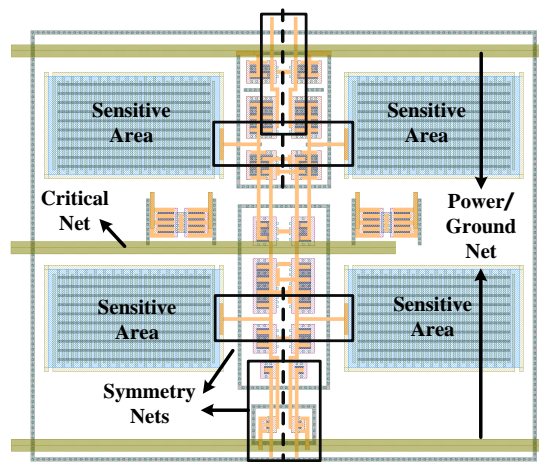 Sensitive
Area
Sensitive
Area
Critical
Net
Power/
Ground
Net
Sensitive
Area
Sensitive
Area
Symmetry
Nets